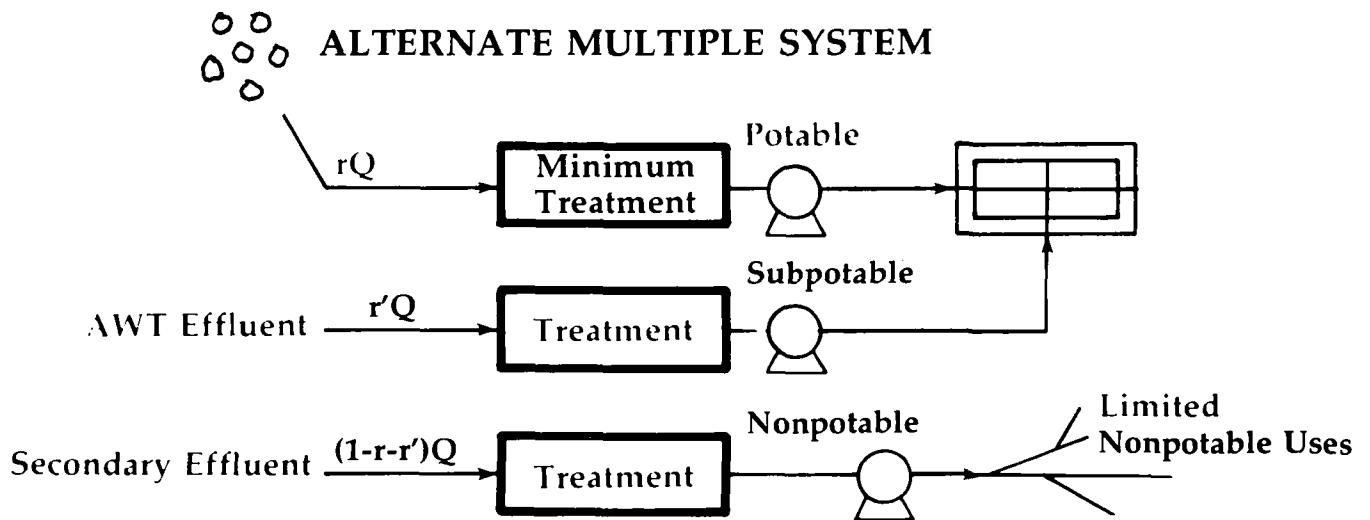 ALTERNATE MULTIPLE SYSTEM
rQ
Minimum
Treatment
Potable
AWT Effluent
r'Q
Treatment
Subpotable
Secondary Effluent
(1-r-r')Q
Treatment
Nonpotable
Limited
Nonpotable Uses